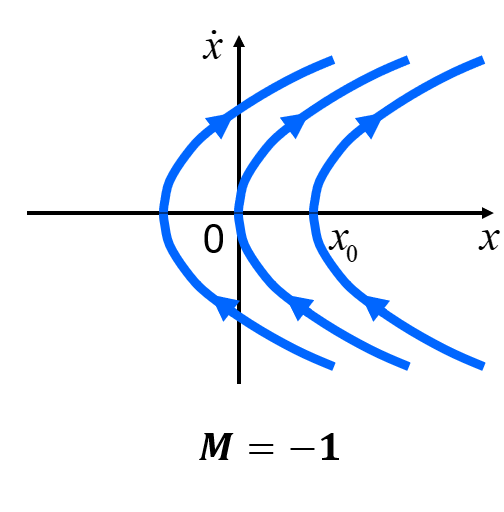 ẋ
0
x₀
x
M = −1